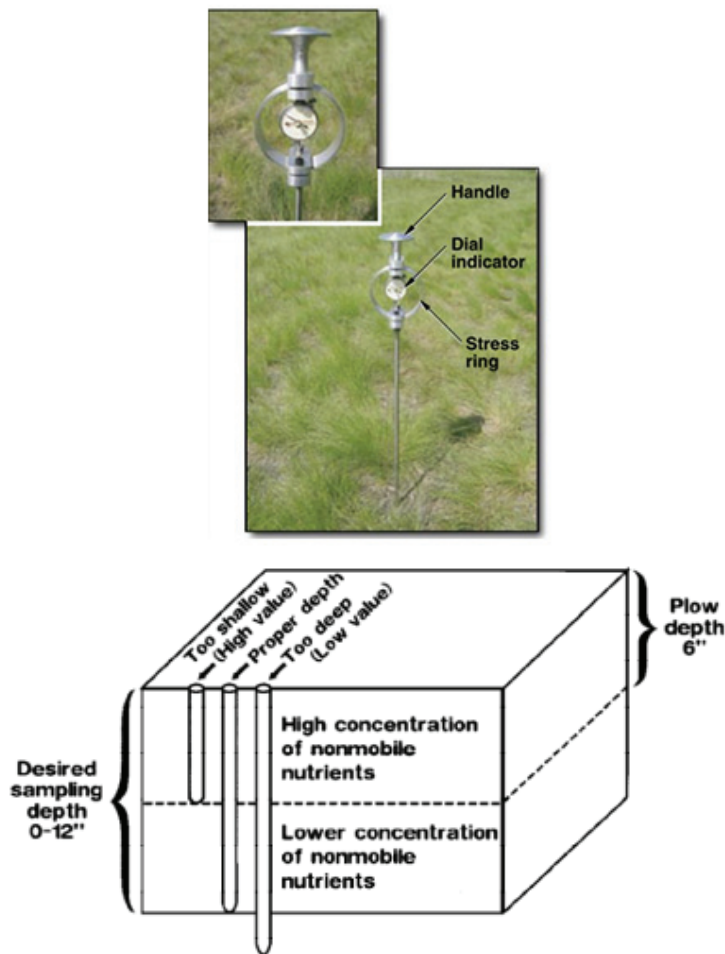 Handle
Dial
indicator
Stress
ring
Too shallow
(High value)
Proper depth
Too deep
(Low value)
Plow
depth
6"
High concentration
of nonmobile
nutrients
Desired
sampling
depth
0-12"
Lower concentration
of nonmobile
nutrients